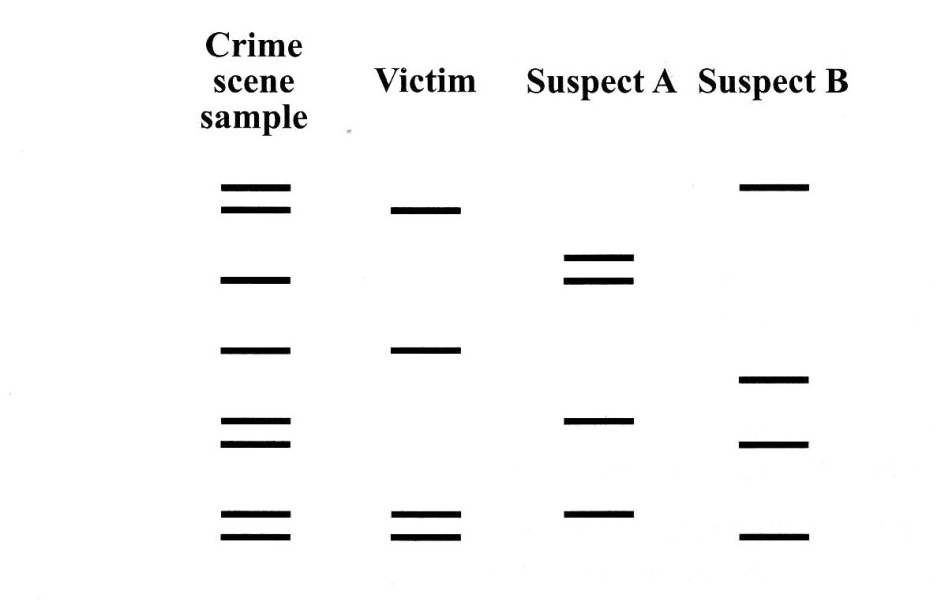 Crime
scene
sample
Victim
Suspect A
Suspect B